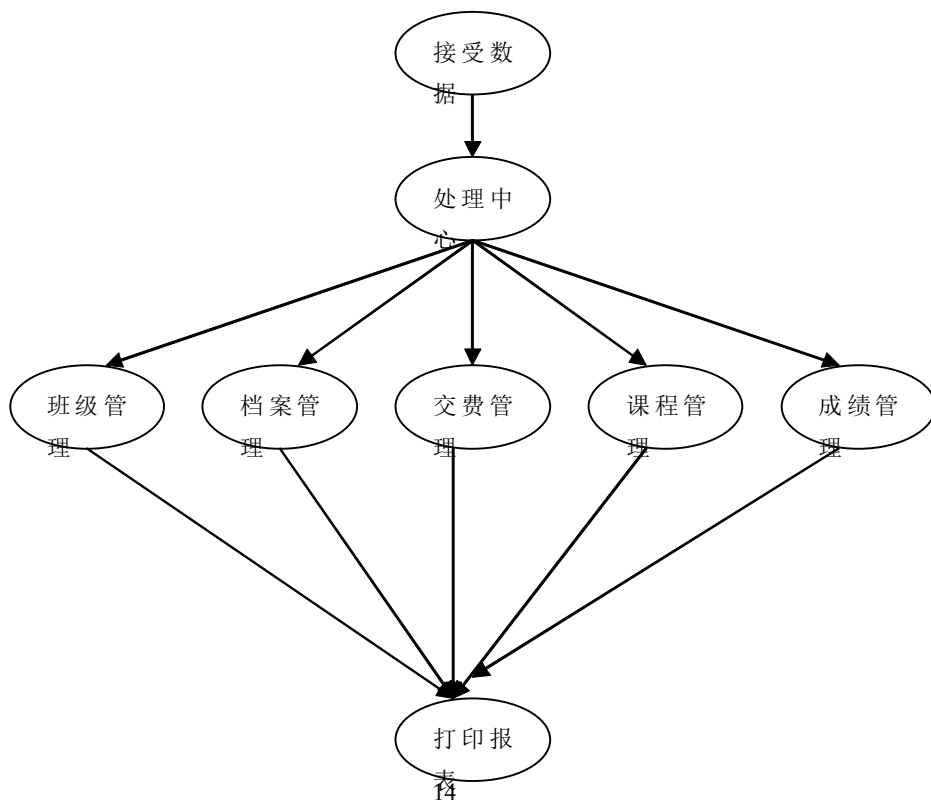 接受数
据
处理中
心
班级管
理
档案管
理
交费管
理
课程管
理
成绩管
理
打印报
表
14